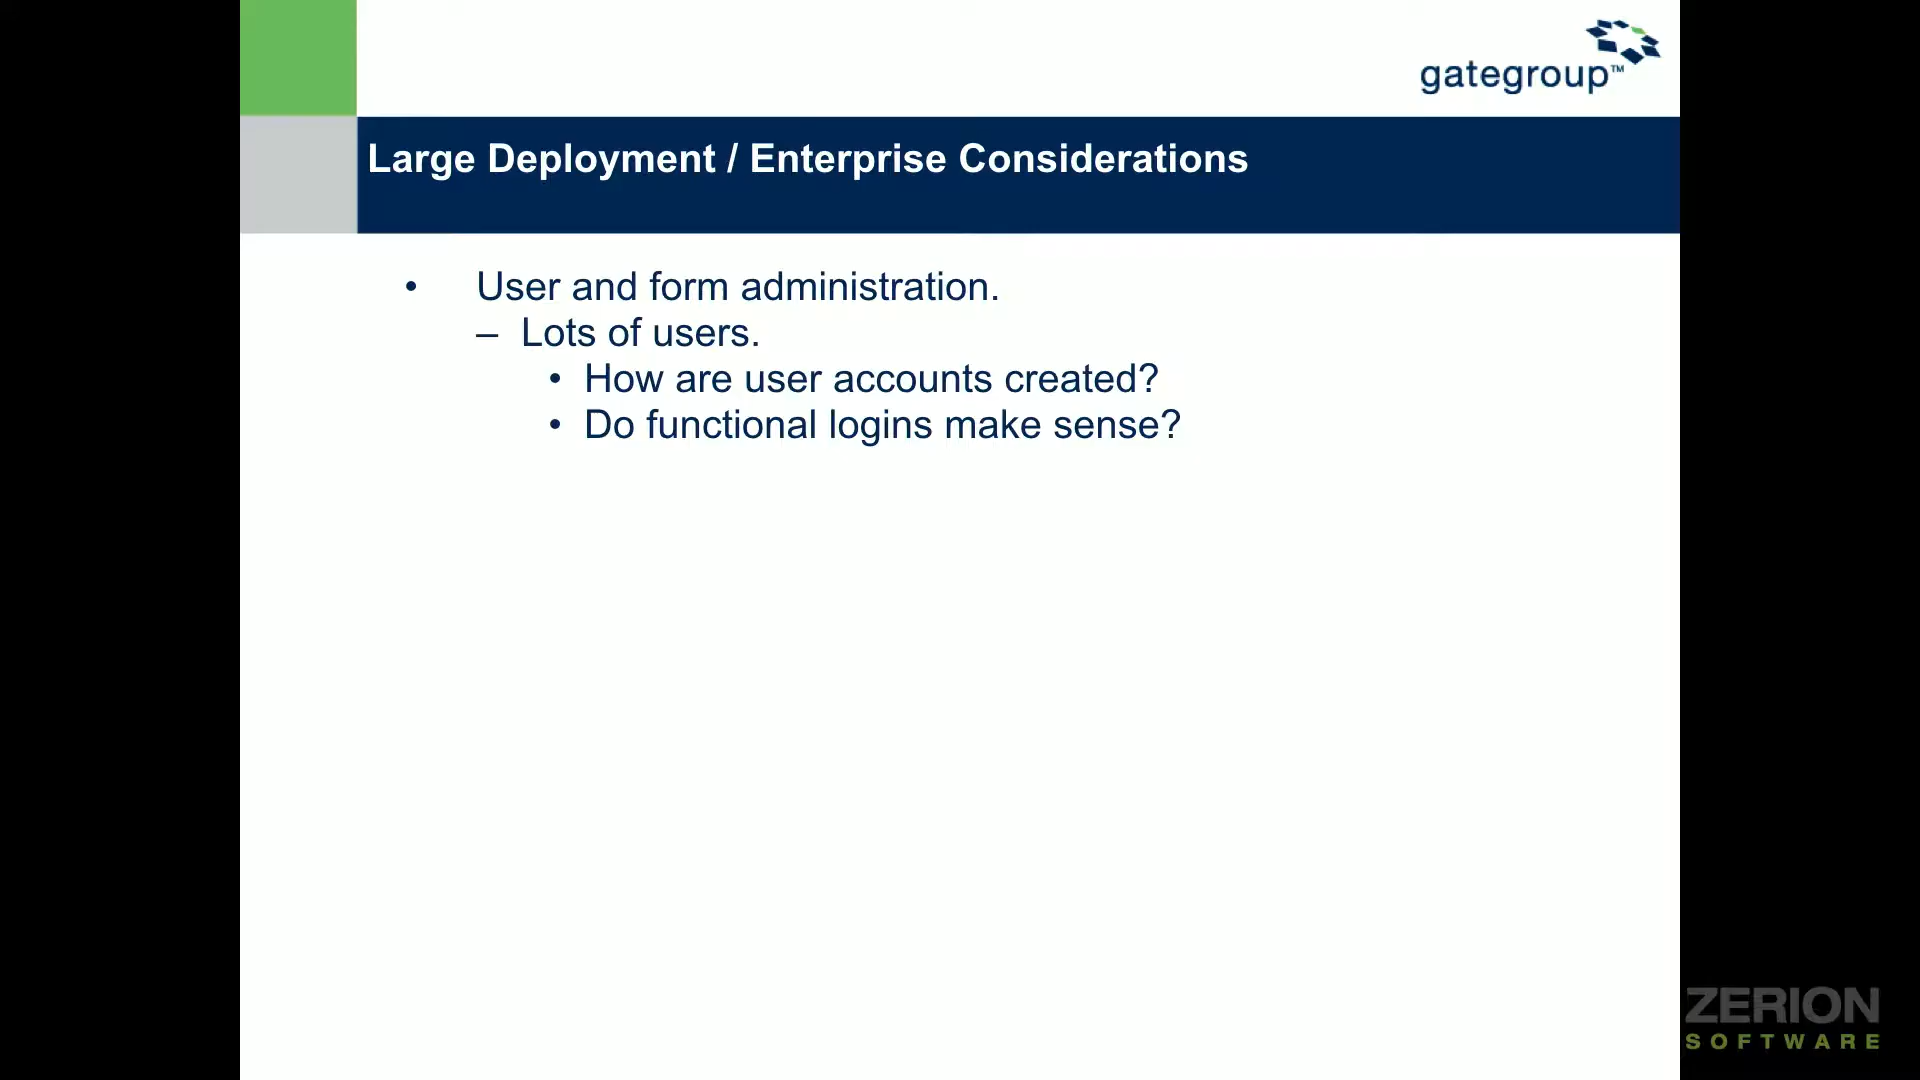 gategroup™
Large Deployment / Enterprise Considerations
• User and form administration.
– Lots of users.
• How are user accounts created?
• Do functional logins make sense?
ZERION
SOFTWARE